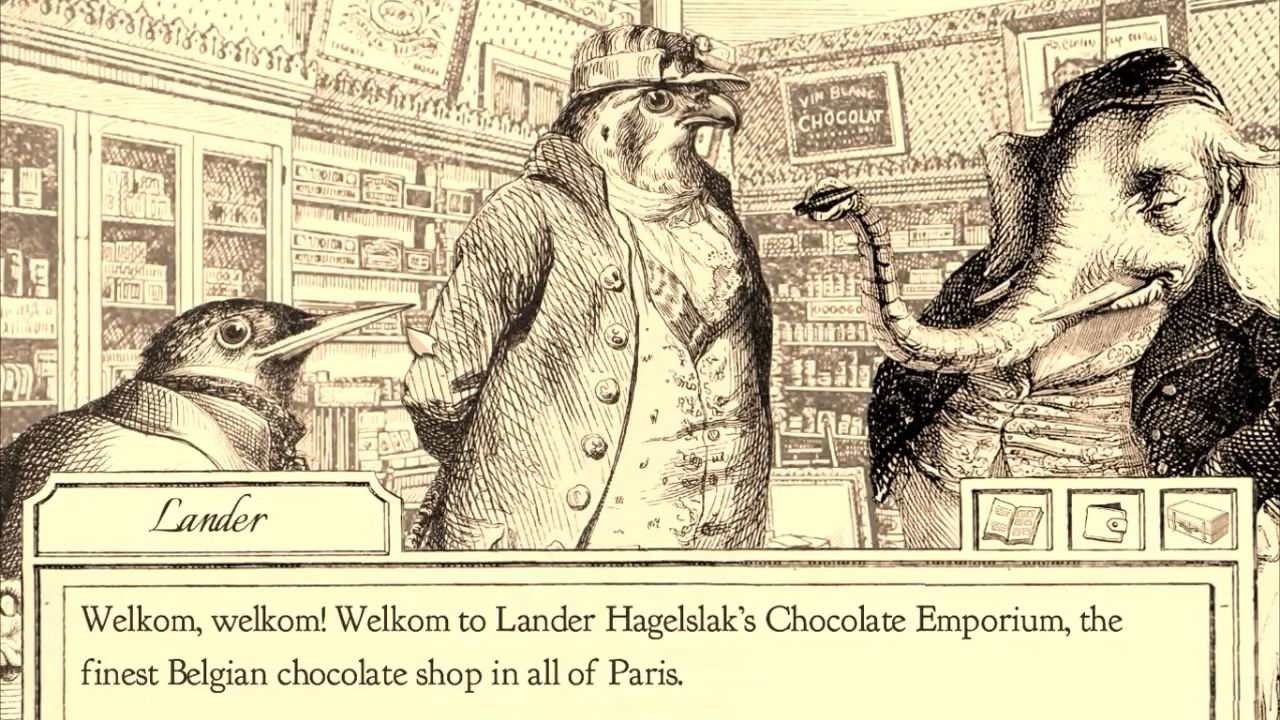 VIN BLANC
CHOCOLAT
Lander
Welkom, welkom! Welkom to Lander Hagelslak's Chocolate Emporium, the
finest Belgian chocolate shop in all of Paris.